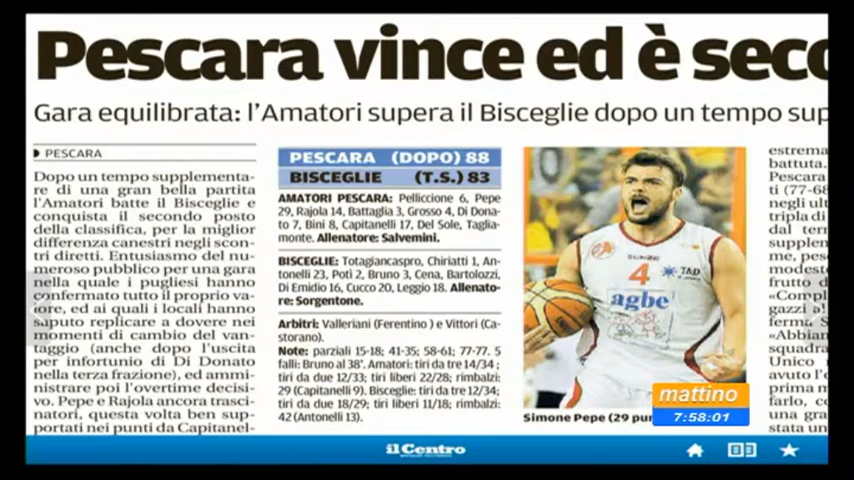 Pescara vince ed è seco
Gara equilibrata: l'Amatori supera il Bisceglie dopo un tempo sup
PESCARA
Dopo un tempo supplementa-
re di una gran bella partita
l'Amatori batte il Bisceglie e
conquista il secondo posto
della classifica, per la miglior
differenza canestri negli scon-
tri diretti. Entusiasmo del nu-
meroso pubblico per una gara
nella quale i pugliesi hanno
confermato tutto il proprio va-
lore, ed ai quali i locali hanno
saputo replicare a dovere nei
momenti di cambio del van-
taggio (anche dopo l'uscita
per infortunio di Di Donato
nella terza frazione), ed ammi-
nistrare poi l'overtime decisi-
vo. Pepe e Rajola ancora trasci-
natori, questa volta ben sup-
portati nei punti da Capitanel-
PESCARA (DOPO) 88
BISCEGLIE (T.S.) 83
AMATORI PESCARA: Pelliccione 6, Pepe
29, Rajola 14, Battaglia 3, Grosso 4, Di Dona-
to 7, Bini 8, Capitanelli 17, Del Sole, Taglia-
monte. Allenatore: Salvemini.
BISCEGLIE: Totagiancaspro, Chiriatti 1, An-
tonelli 23, Potì 2, Bruno 3, Cena, Bartolozzi,
Di Emidio 16, Cucco 20, Leggio 18. Allenato-
re: Sorgentone.
Arbitri: Valleriani (Ferentino ) e Vittori (Ca-
storano).
Note: parziali 15-18; 41-35; 58-61; 77-77. 5
falli: Bruno al 38'. Amatori: tiri da tre 14/34 ;
tiri da due 12/33; tiri liberi 22/28; rimbalzi:
29 (Capitanelli 9). Bisceglie: tiri da tre 12/34;
tiri da due 18/29; tiri liberi 11/18; rimbalzi:
42 (Antonelli 13).
4
T&D
agbe
Simone Pepe (29 pun
estrema
battuta.
Pescara
ti (77-68
negli ult
tripla di
dal ter
supplem
me, pe
modest
frutto d
«Compl
gazzi l
ferma S
«Abbian
squadra
Unico
avuto l'o
prima m
farlo, co
una gra
stata un
mattino
7:58:01
il Centro